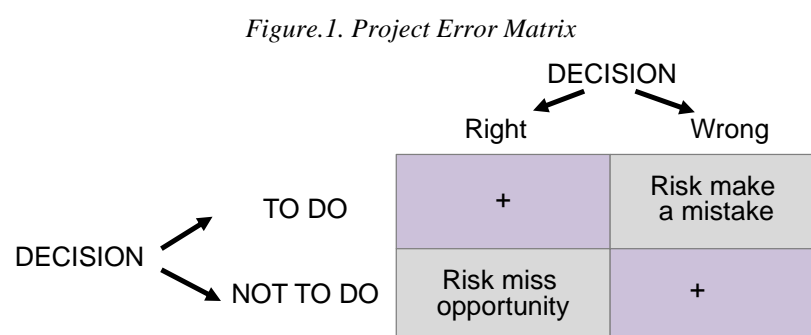 Figure.1. Project Error Matrix
DECISION
Right Wrong
TO DO
+
Risk make
a mistake
DECISION
NOT TO DO
Risk miss
opportunity
+